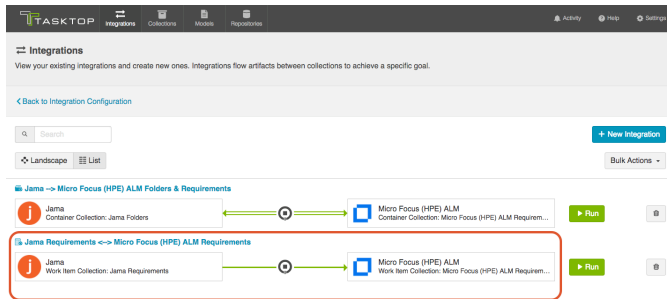 TASKTOP
Integrations
Collections
Models
Repositories
Activity
Help
Settings
Integrations
View your existing integrations and create new ones. Integrations flow artifacts between collections to achieve a specific goal.
Back to Integration Configuration
Search
+ New Integration
Landscape
List
Bulk Actions
Jama --> Micro Focus (HPE) ALM Folders & Requirements
Jama
Container Collection: Jama Folders
Micro Focus (HPE) ALM
Container Collection: Micro Focus (HPE) ALM Requirem...
Run
Jama Requirements <--> Micro Focus (HPE) ALM Requirements
Jama
Work Item Collection: Jama Requirements
Micro Focus (HPE) ALM
Work Item Collection: Micro Focus (HPE) ALM Requirem...
Run